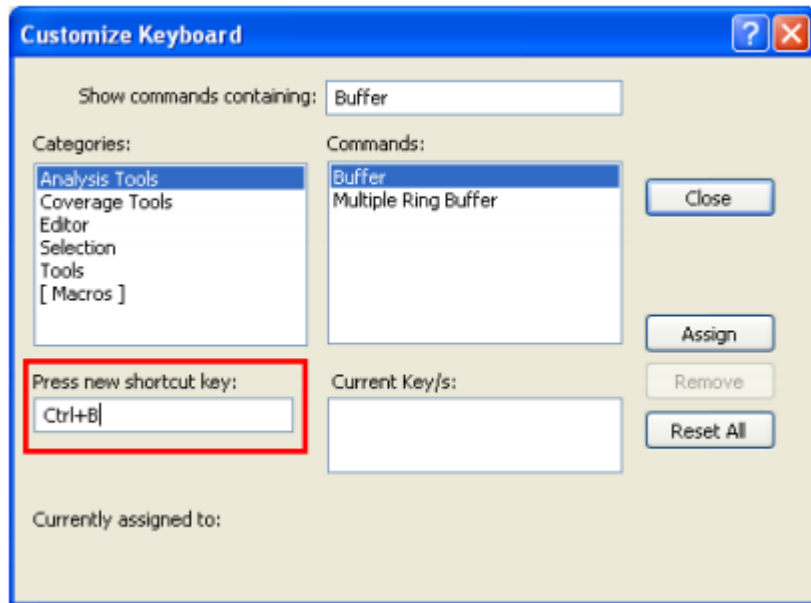 Customize Keyboard
Show commands containing: Buffer
Categories:
Commands:
Analysis Tools
Coverage Tools
Editor
Selection
Tools
[ Macros ]
Buffer
Multiple Ring Buffer
Close
Assign
Press new shortcut key:
Ctrl+B
Current Key/s:
Remove
Reset All
Currently assigned to: